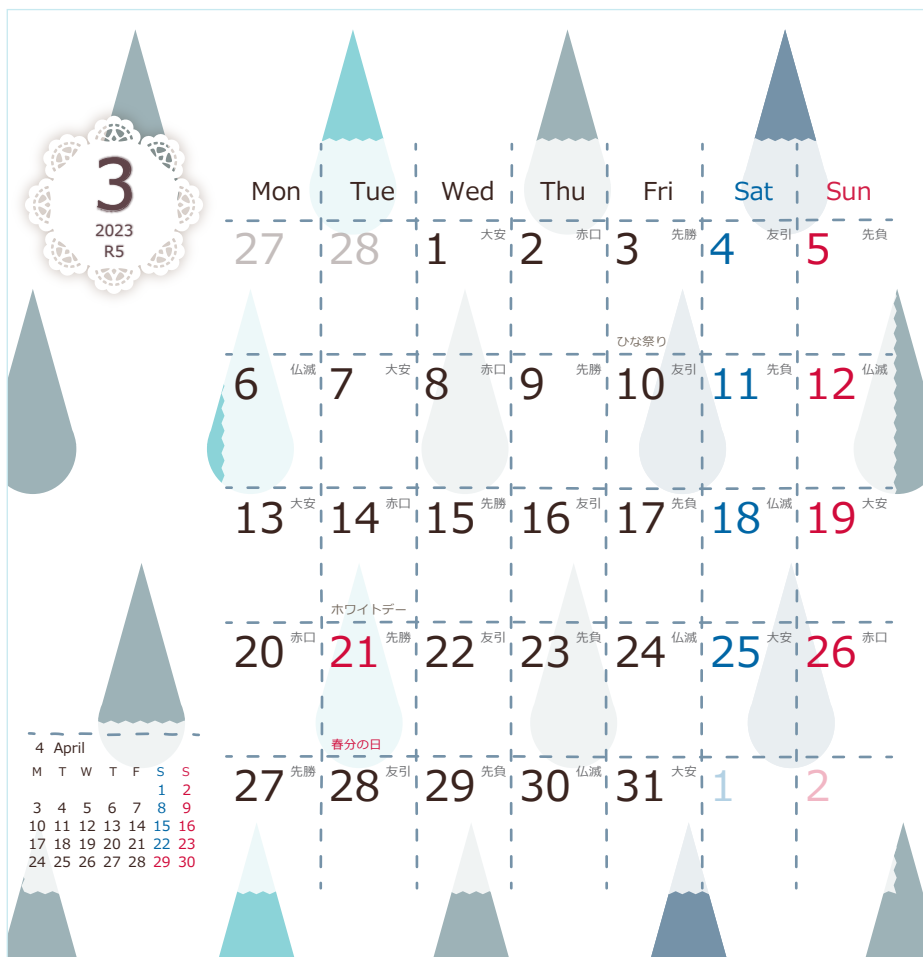 3
2023
R5
Mon Tue Wed Thu Fri Sat Sun
27 28 1 大安 2 赤口 3 先勝 4 友引 5 先負
ひな祭り
6 仏滅 7 大安 8 赤口 9 先勝 10 友引 11 先負 12 仏滅
13 大安 14 赤口 15 先勝 16 友引 17 先負 18 仏滅 19 大安
ホワイトデー
20 赤口 21 先勝 22 友引 23 先負 24 仏滅 25 大安 26 赤口
春分の日
27 先勝 28 友引 29 先負 30 仏滅 31 大安 1 2
4 April
M T W T F S S
1 2
3 4 5 6 7 8 9
10 11 12 13 14 15 16
17 18 19 20 21 22 23
24 25 26 27 28 29 30